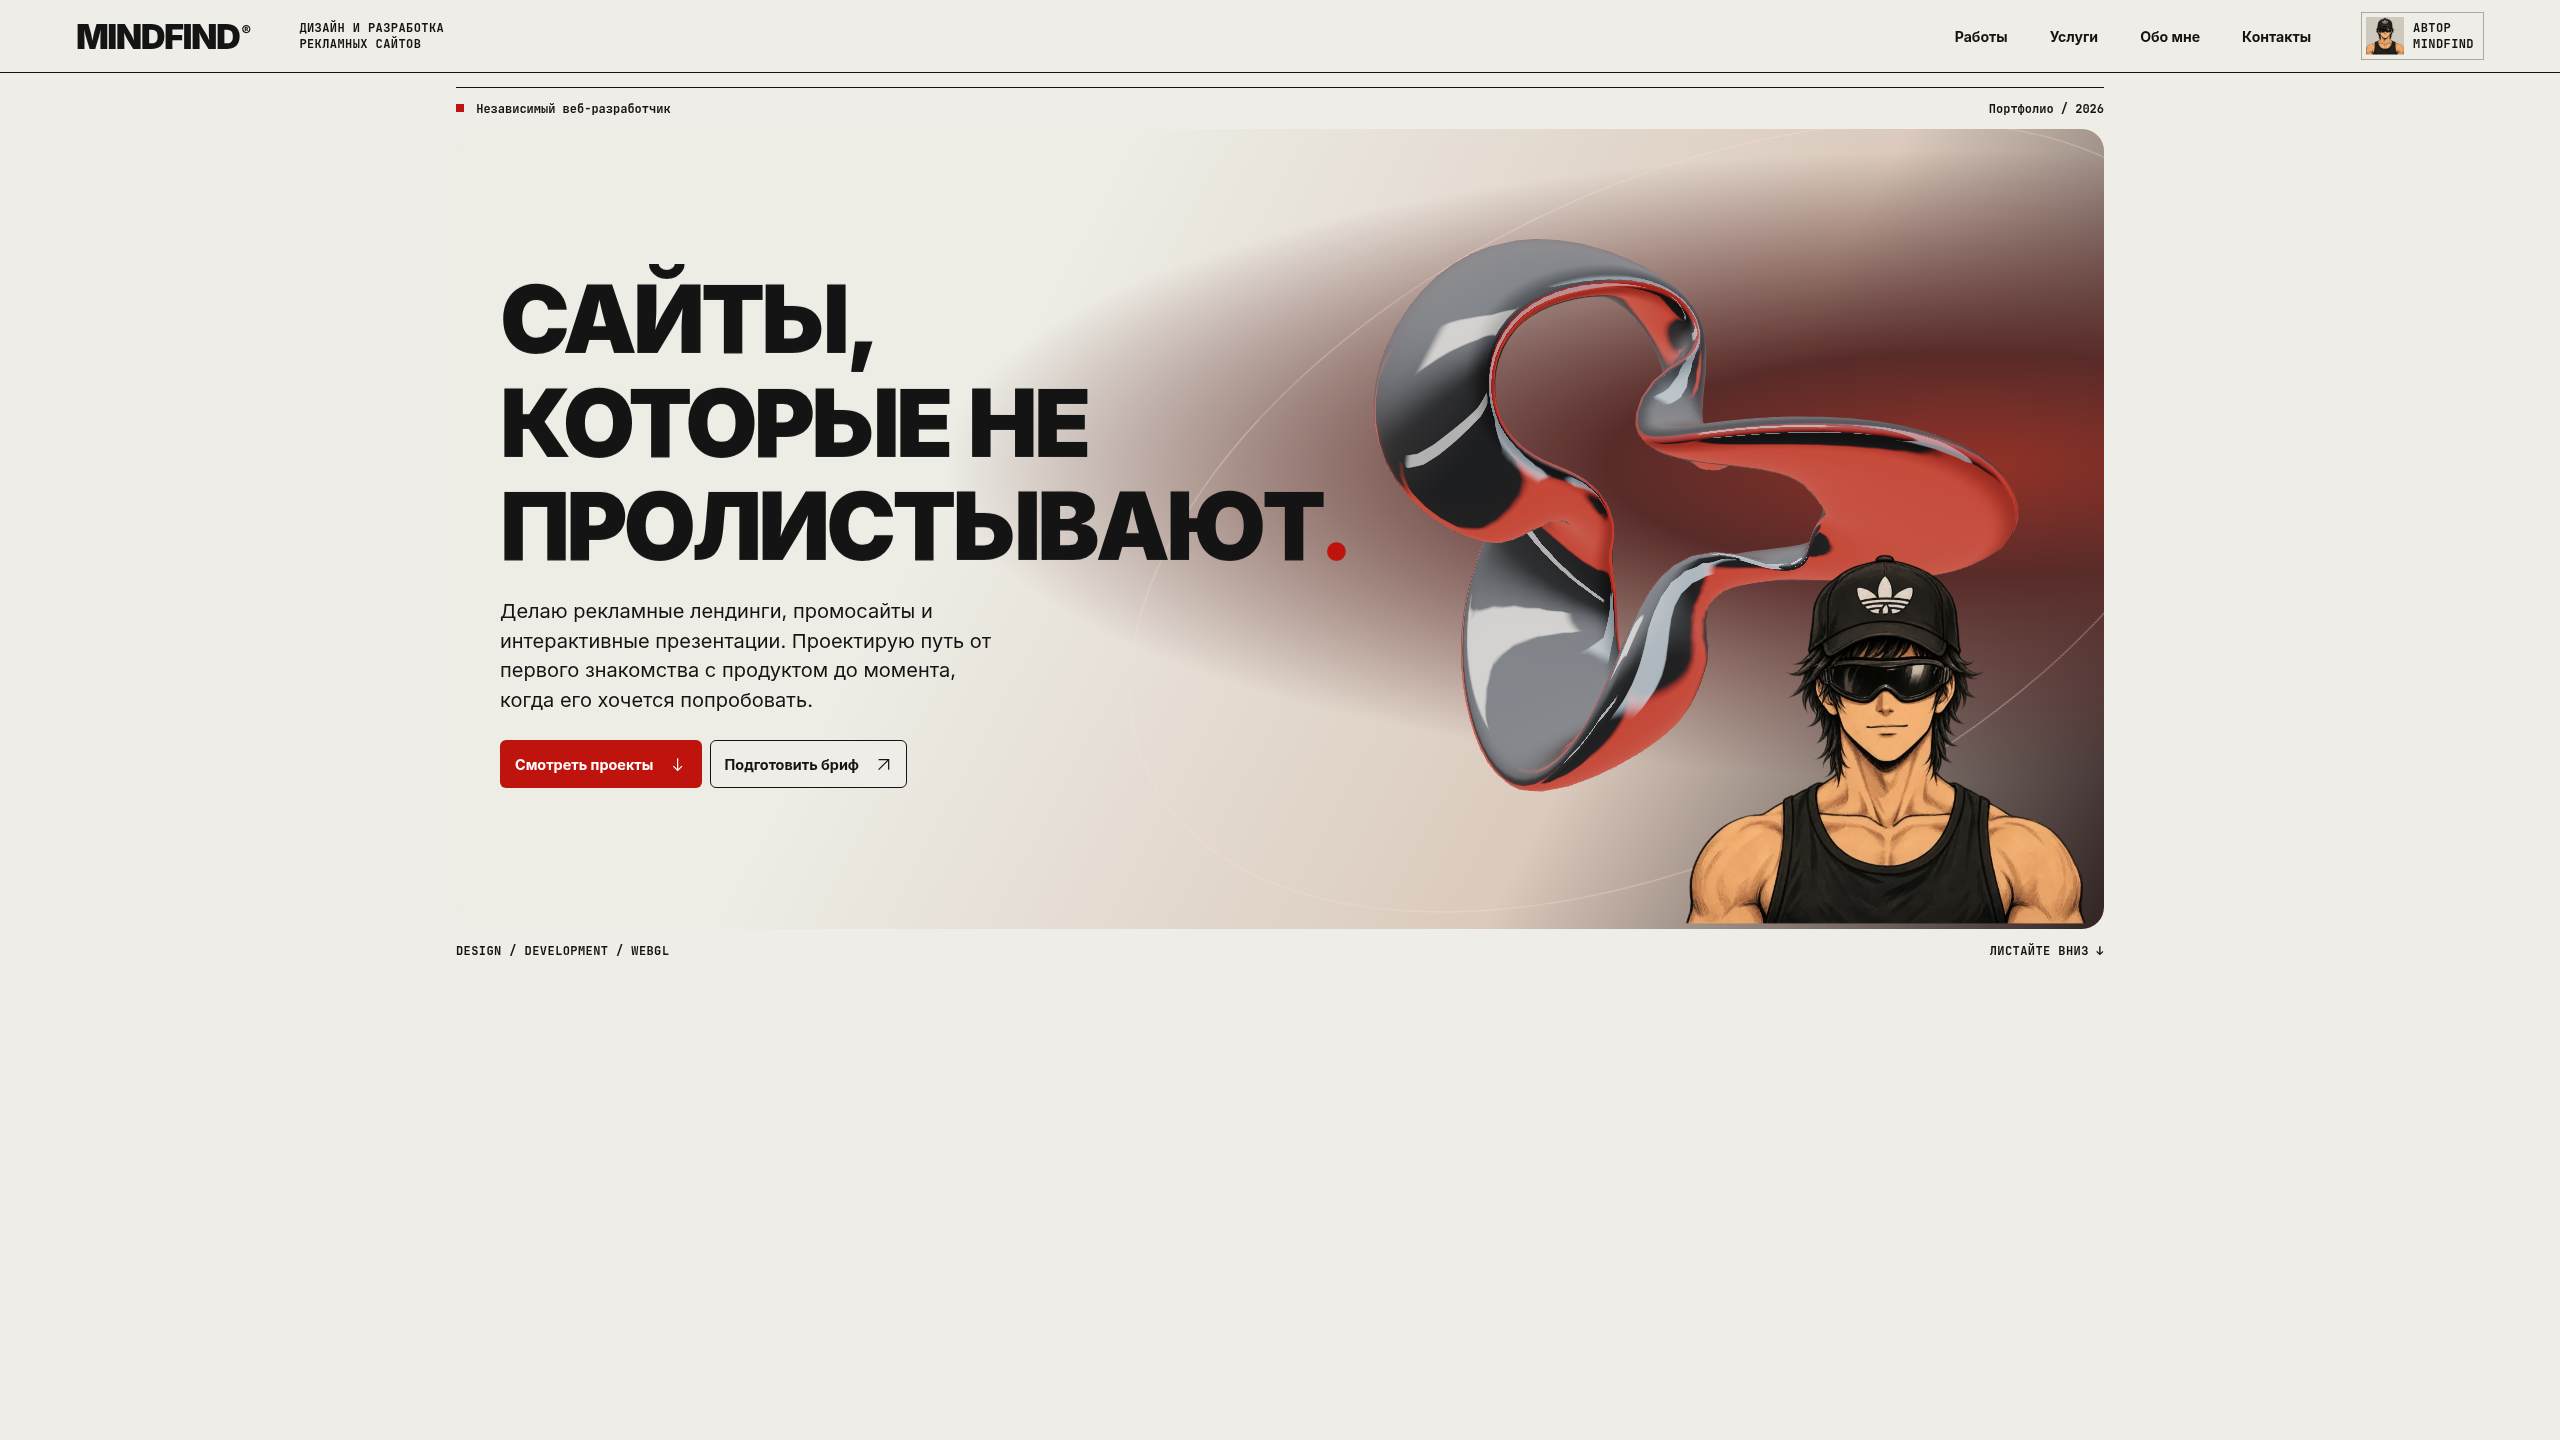 MINDFIND®
ДИЗАЙН И РАЗРАБОТКА
РЕКЛАМНЫХ САЙТОВ
Работы
Услуги
Обо мне
Контакты
АВТОР
MINDFIND
Независимый веб-разработчик
Портфолио / 2026
САЙТЫ,
КОТОРЫЕ НЕ
ПРОЛИСТЫВАЮТ.
Делаю рекламные лендинги, промосайты и
интерактивные презентации. Проектирую путь от
первого знакомства с продуктом до момента,
когда его хочется попробовать.
Смотреть проекты ↓
Подготовить бриф ↗
DESIGN / DEVELOPMENT / WEBGL
ЛИСТАЙТЕ ВНИЗ ↓